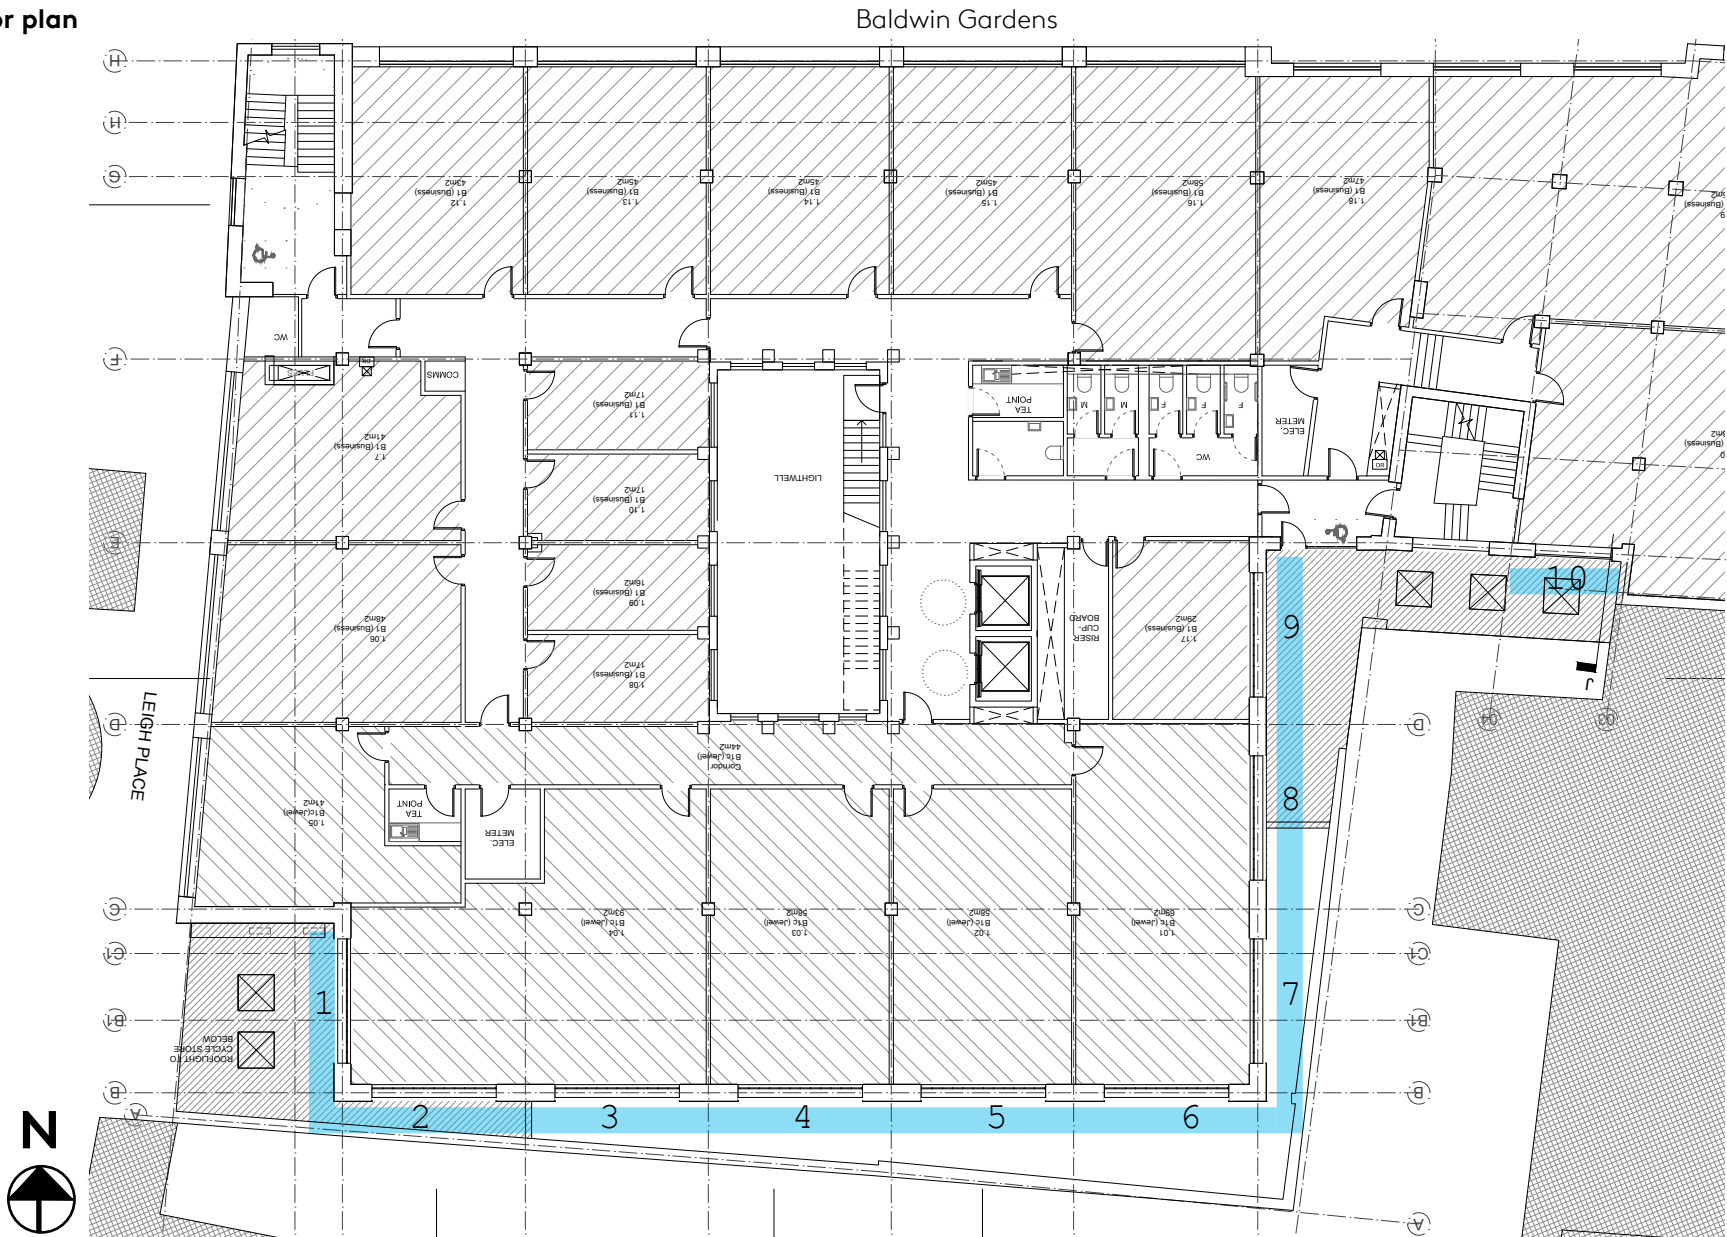 or plan
Baldwin Gardens
H
H1
G
1.12
B1 (Business)
43m2
1.13
B1 (Business)
45m2
1.14
B1 (Business)
45m2
1.15
B1 (Business)
45m2
1.16
B1 (Business)
58m2
1.18
B1 (Business)
47m2
(Business)
WC
F
COMMS
1.7
B1 (Business)
41m2
1.11
B1 (Business)
17m2
1.10
B1 (Business)
17m2
LIGHTWELL
TEA
POINT
M
M
F
F
F
WC
ELEC.
METER
DR
(Business)
E
1.06
B1 (Business)
48m2
1.09
B1 (Business)
16m2
1.08
B1 (Business)
17m2
RISER
CUP-
BOARD
1.17
B1 (Business)
29m2
10
9
J
LEIGH PLACE
D
D
04
03
Corridor
B1c (Jewel)
44m2
1.05
B1c(Jewel)
41m2
TEA
POINT
ELEC.
METER
8
C
C
1.04
B1c (Jewel)
93m2
1.03
B1c (Jewel)
58m2
1.02
B1c (Jewel)
58m2
1.01
B1c (Jewel)
69m2
C1
C1
1
7
B1
B1
ROOFLIGHT TO
CYCLE STORE
BELOW
B
B
A
2
3
4
5
6
N
A